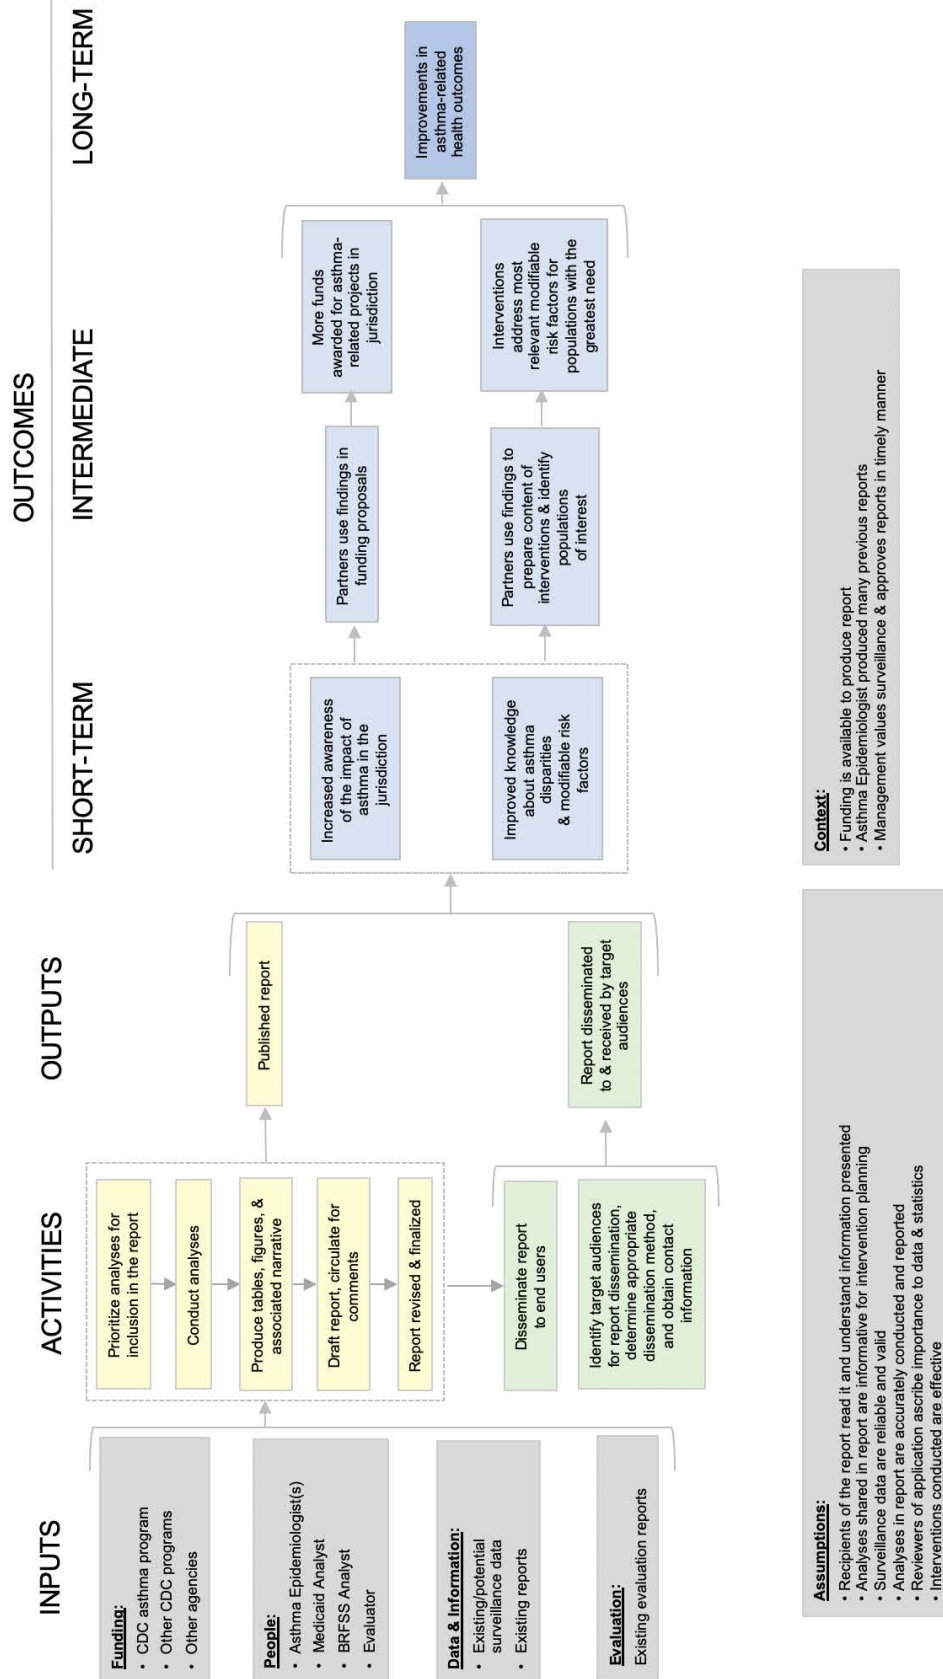 INPUTS
Funding:
• CDC asthma program
• Other CDC programs
• Other agencies
People:
• Asthma Epidemiologist(s)
• Medicaid Analyst
• BRFSS Analyst
• Evaluator
Data & Information:
• Existing/potential
surveillance data
• Existing reports
Evaluation:
Existing evaluation reports
ACTIVITIES
Prioritize analyses for
inclusion in the report
Conduct analyses
Produce tables, figures, &
associated narrative
Draft report, circulate for
comments
Report revised & finalized
Disseminate report
to end users
Identify target audiences
for report dissemination,
determine appropriate
dissemination method,
and obtain contact
information
OUTPUTS
Published report
Report disseminated
to & received by target
audiences
OUTCOMES
SHORT-TERM
Increased awareness
of the impact of
asthma in the
jurisdiction
Improved knowledge
about asthma
disparities
& modifiable risk
factors
INTERMEDIATE
Partners use findings in
funding proposals
Partners use findings to
prepare content of
interventions & identify
populations
of interest
More funds
awarded for asthma-
related projects in
jurisdiction
Interventions
address most
relevant modifiable
risk factors for
populations with the
greatest need
LONG-TERM
Improvements in
asthma-related
health outcomes
Assumptions:
• Recipients of the report read it and understand information presented
• Analyses shared in report are informative for intervention planning
• Surveillance data are reliable and valid
• Analyses in report are accurately conducted and reported
• Reviewers of application ascribe importance to data & statistics
• Interventions conducted are effective
Context:
• Funding is available to produce report
• Asthma Epidemiologist produced many previous reports
• Management values surveillance & approves reports in timely manner